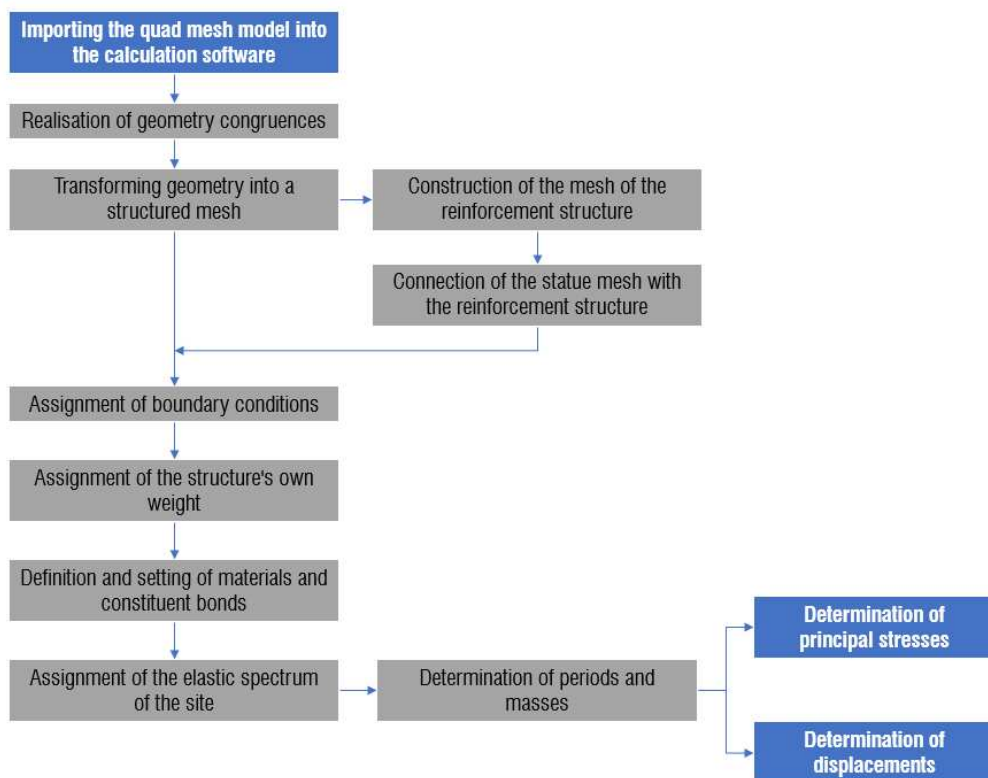 Importing the quad mesh model into
the calculation software
Realisation of geometry congruences
Transforming geometry into a
structured mesh
Construction of the mesh of the
reinforcement structure
Connection of the statue mesh with
the reinforcement structure
Assignment of boundary conditions
Assignment of the structure's own
weight
Definition and setting of materials and
constituent bonds
Assignment of the elastic spectrum
of the site
Determination of periods and
masses
Determination of
principal stresses
Determination of
displacements